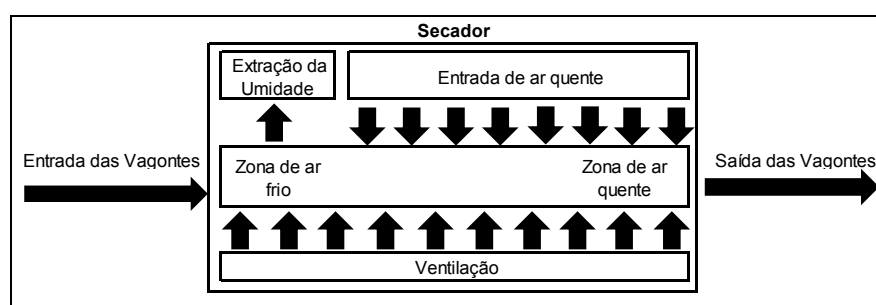 Secador
Extração da
Umidade
Entrada de ar quente
Entrada das Vagontes
Zona de ar
frio
Zona de ar
quente
Saída das Vagontes
Ventilação